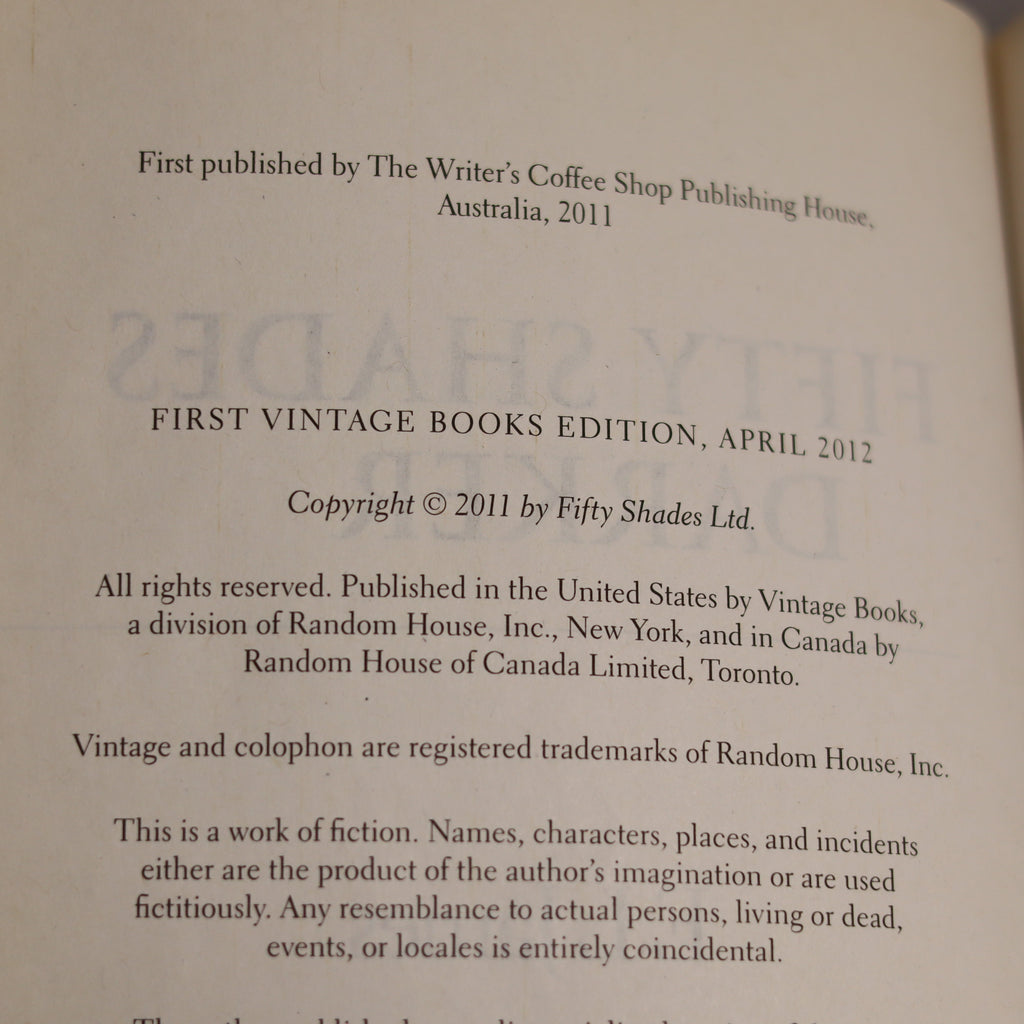 First published by The Writer's Coffee Shop Publishing House,
Australia, 2011
FIFTY SHADES
DARKER
FIRST VINTAGE BOOKS EDITION, APRIL 2012
Copyright © 2011 by Fifty Shades Ltd.
All rights reserved. Published in the United States by Vintage Books,
a division of Random House, Inc., New York, and in Canada by
Random House of Canada Limited, Toronto.
Vintage and colophon are registered trademarks of Random House, Inc.
This is a work of fiction. Names, characters, places, and incidents
either are the product of the author's imagination or are used
fictitiously. Any resemblance to actual persons, living or dead,
events, or locales is entirely coincidental.